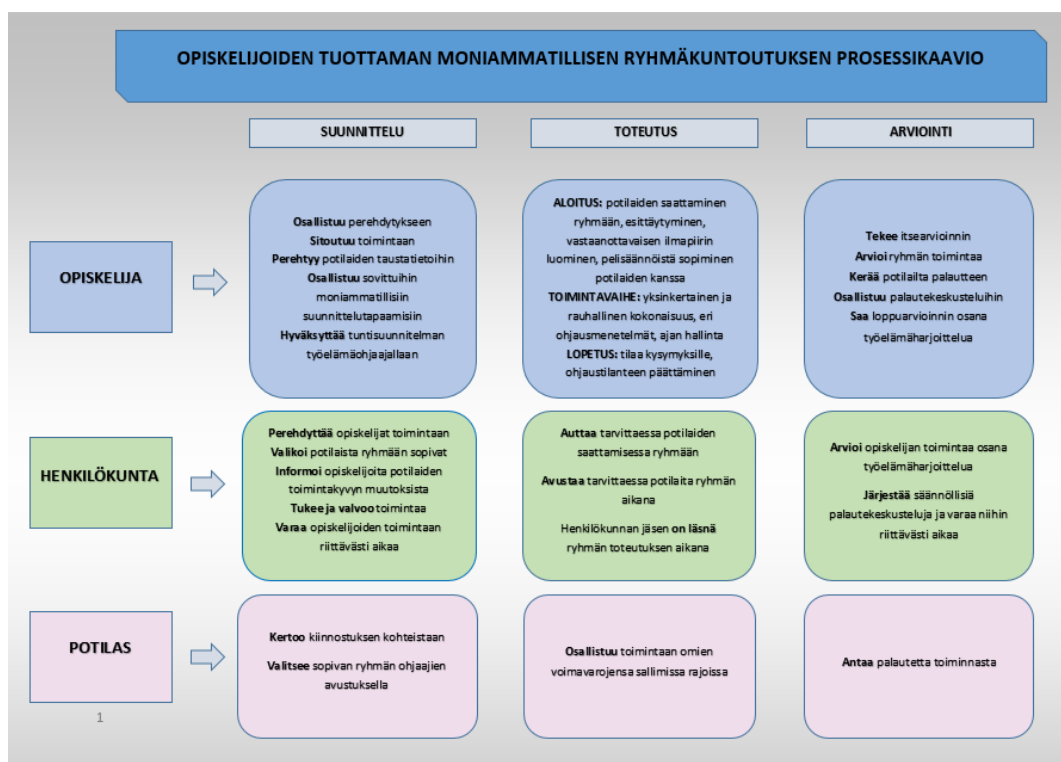 OPISKELIJOIDEN TUOTTAMAN MONIAMMATILLISEN RYHMÄKUNTOUTUKSEN PROSESSIKAAVIO
SUUNNITTELU
TOTEUTUS
ARVIOINTI
OPISKELIJA
Osallistuu perehdytykseen
Sitoutuu toimintaan
Perehtyy potilaiden taustatietoihin
Osallistuu sovittuihin
moniammatillisiin
suunnittelutapaamisiin
Hyväksyttää tuntisuunnitelman
työelämäohjaajallaan
ALOITUS: potilaiden saattaminen
ryhmään, esittäytyminen,
vastaanottavaisen ilmapiirin
luominen, pelisäännöistä sopiminen
potilaiden kanssa
TOIMINTAVAIHE: yksinkertainen ja
rauhallinen kokonaisuus, eri
ohjausmenetelmät, ajan hallinta
LOPETUS: tilaa kysymyksille,
ohjaustilanteen päättäminen
Tekee itsearvioinnin
Arvioi ryhmän toimintaa
Kerää potilailta palautteen
Osallistuu palautekeskusteluihin
Saa loppuarvioinnin osana
työelämäharjoittelua
HENKILÖKUNTA
Perehdyttää opiskelijat toimintaan
Valikoi potilaista ryhmään sopivat
Informoi opiskelijoita potilaiden
toimintakyvyn muutoksista
Tukee ja valvoo toimintaa
Varaa opiskelijoiden toimintaan
riittävästi aikaa
Auttaa tarvittaessa potilaiden
saattamisessa ryhmään
Avustaa tarvittaessa potilaita ryhmän
aikana
Henkilökunnan jäsen on läsnä
ryhmän toteutuksen aikana
Arvioi opiskelijan toimintaa osana
työelämäharjoittelua
Järjestää säännöllisiä
palautekeskusteluja ja varaa niihin
riittävästi aikaa
POTILAS
Kertoo kiinnostuksen kohteistaan
Valitsee sopivan ryhmän ohjaajien
avustuksella
Osallistuu toimintaan omien
voimavarojensa sallimissa rajoissa
Antaa palautetta toiminnasta
1